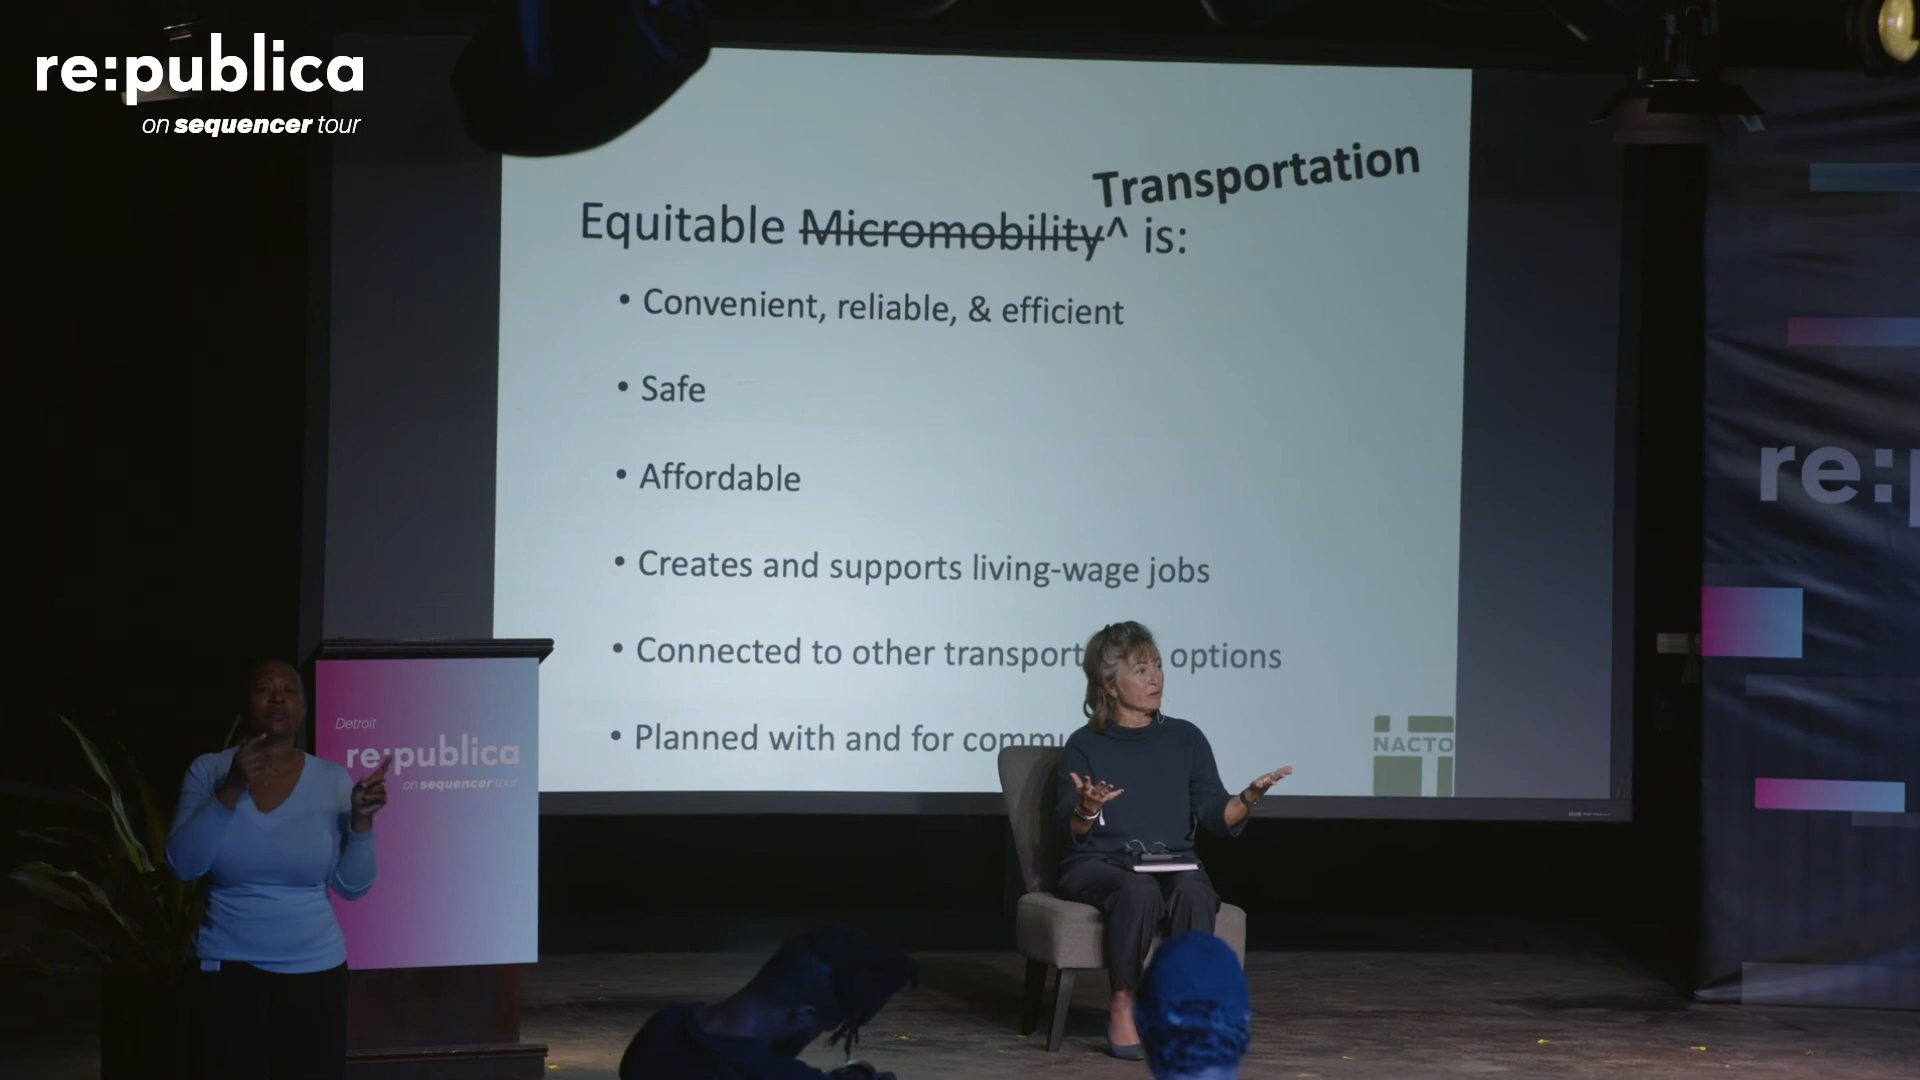 re:publica
on sequencer tour
Transportation
Equitable Micromobility^ is:
• Convenient, reliable, & efficient
• Safe
• Affordable
• Creates and supports living-wage jobs
• Connected to other transport options
• Planned with and for commu
NACTO
Detroit
re:publica
on sequencer tour
re:p